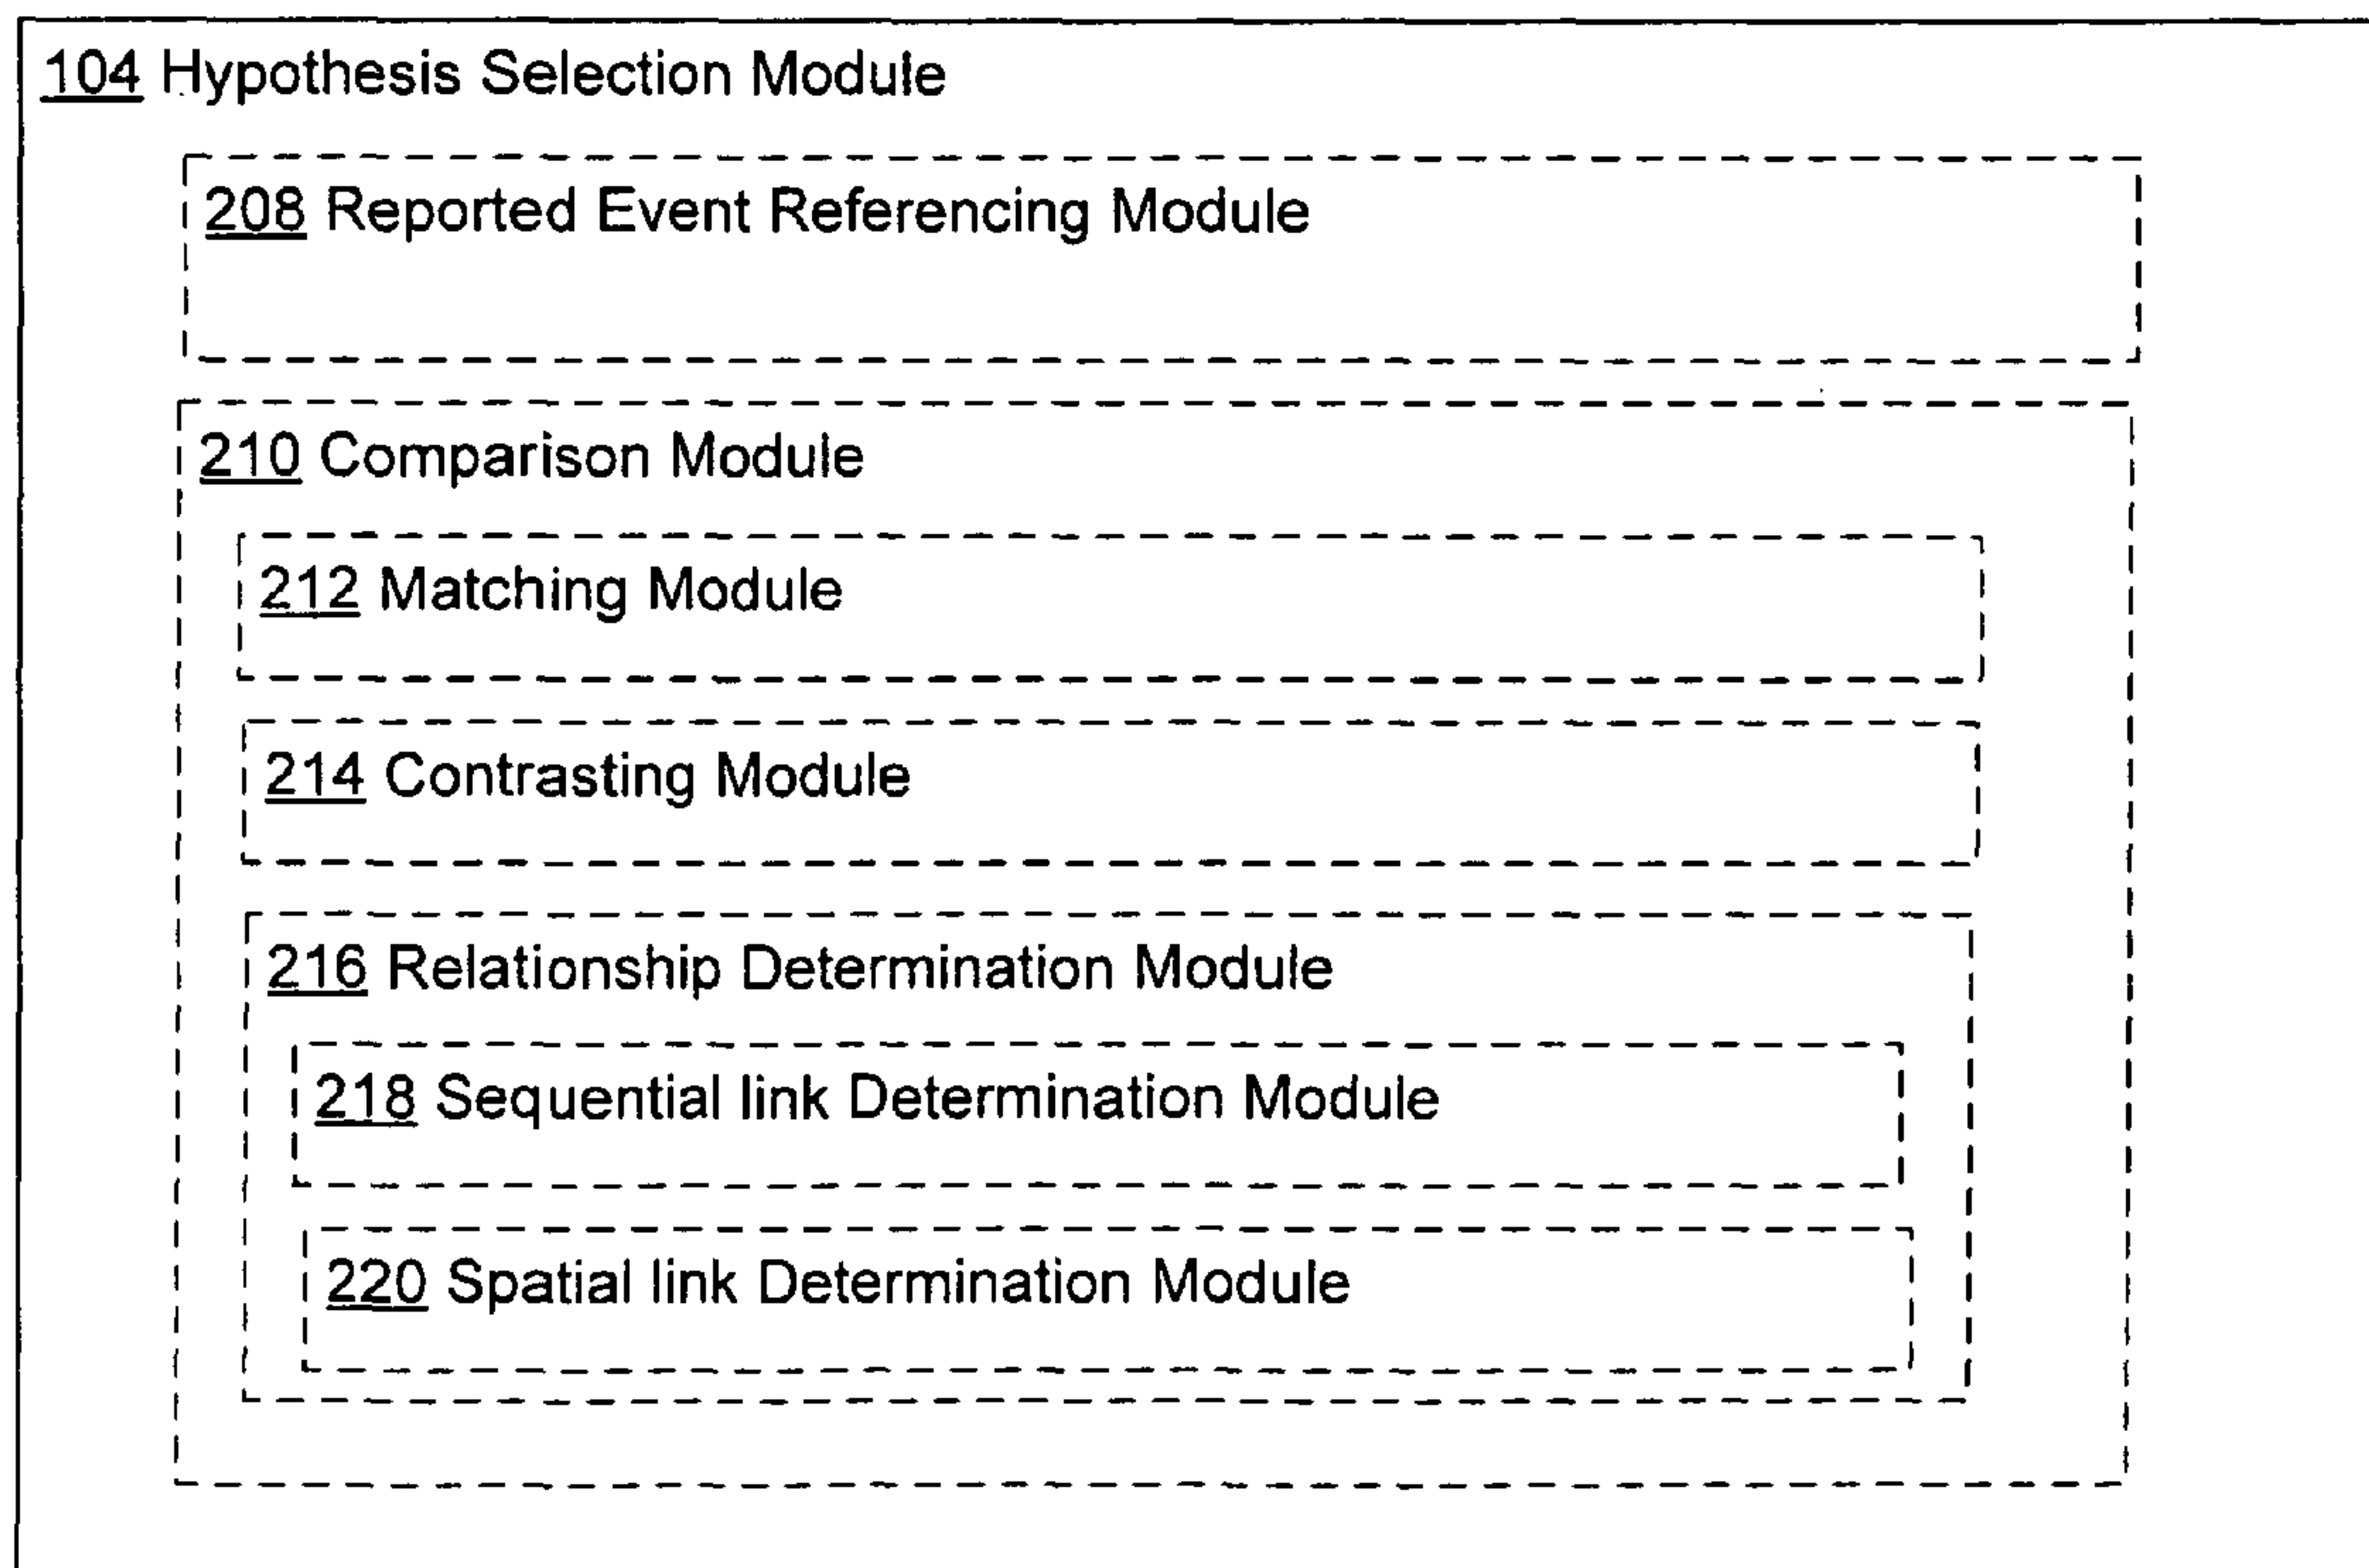 104 Hypothesis Selection Module
208 Reported Event Referencing Module
210 Comparison Module
212 Matching Module
214 Contrasting Module
216 Relationship Determination Module
218 Sequential link Determination Module
220 Spatial link Determination Module